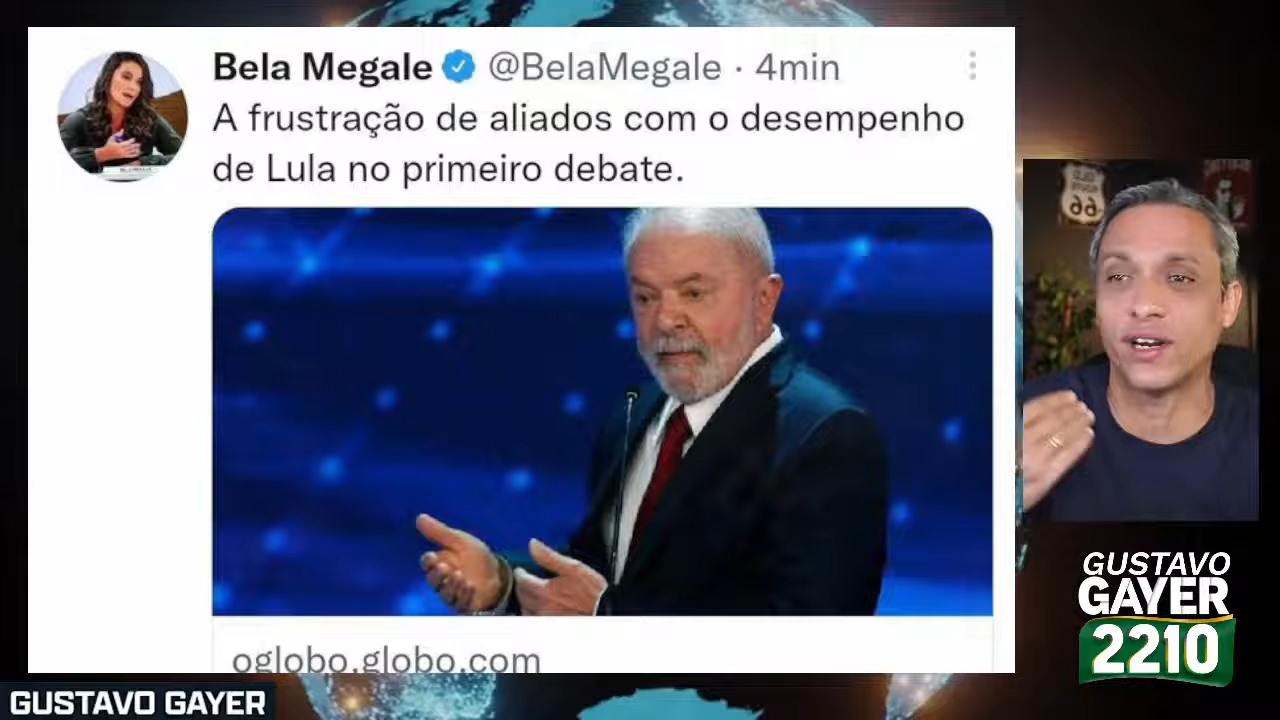 Bela Megale @BelaMegale · 4min
A frustração de aliados com o desempenho
de Lula no primeiro debate.
oglobo.globo.com
66
GUSTAVO
GAYER
2210
GUSTAVO GAYER